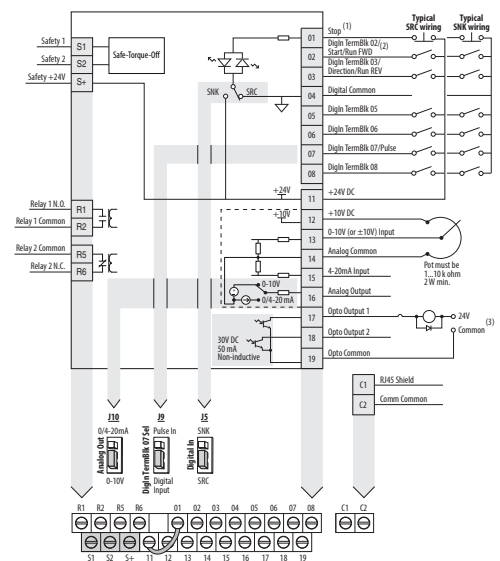 Typical SRC wiring
Typical SNK wiring
Safety 1
S1
Safety 2
S2
Safety +24V
S+
Safe-Torque-Off
SNK
SRC
01
Stop (1)
02
DigIn TermBlk 02/ (2)
Start/Run FWD
03
DigIn TermBlk 03/
Direction/Run REV
04
Digital Common
05
DigIn TermBlk 05
06
DigIn TermBlk 06
07
DigIn TermBlk 07/Pulse
08
DigIn TermBlk 08
+24V
11
+24V DC
+10V
12
+10V DC
13
0-10V (or ±10V) Input
14
Analog Common
15
4-20mA Input
16
Analog Output
Pot must be
1...10 k ohm
2 W min.
Relay 1 N.O.
R1
Relay 1 Common
R2
Relay 2 Common
R5
Relay 2 N.C.
R6
0-10V
0/4-20 mA
17
Opto Output 1
24V
18
Opto Output 2
Common (3)
19
Opto Common
30V DC
50 mA
Non-inductive
C1
RJ45 Shield
C2
Comm Common
J10
J9
J5
Analog Out
0/4-20mA
0-10V
DigIn TermBlk 07 Sel
Pulse In
Digital
Input
Digital In
SNK
SRC
R1 R2 R5 R6 01 02 03 04 05 06 07 08 C1 C2
S1 S2 S+ 11 12 13 14 15 16 17 18 19